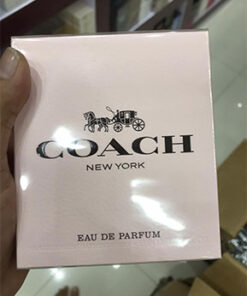 COACH
NEW YORK
EAU DE PARFUM